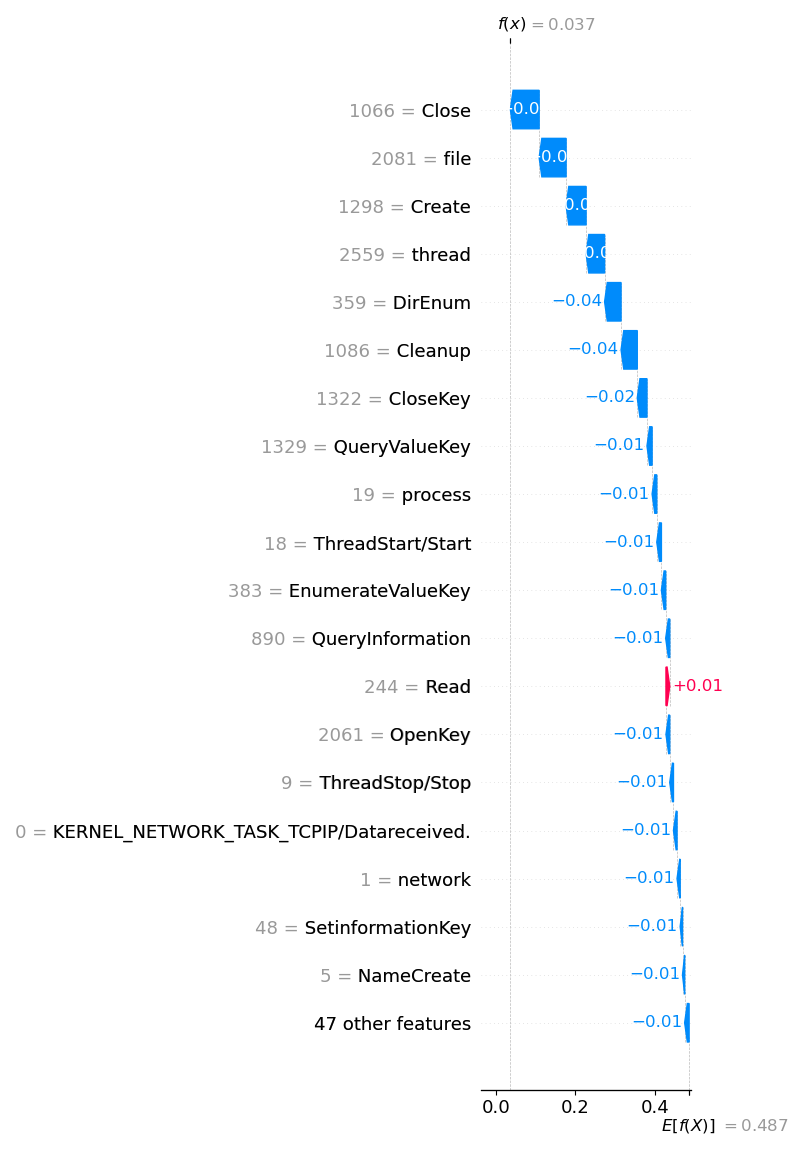 f(x) = 0.037
1066 = Close
2081 = file
1298 = Create
2559 = thread
359 = DirEnum −0.04
1086 = Cleanup −0.04
1322 = CloseKey −0.02
1329 = QueryValueKey −0.01
19 = process −0.01
18 = ThreadStart/Start −0.01
383 = EnumerateValueKey −0.01
890 = QueryInformation −0.01
244 = Read +0.01
2061 = OpenKey −0.01
9 = ThreadStop/Stop −0.01
0 = KERNEL_NETWORK_TASK_TCPIP/Datareceived. −0.01
1 = network −0.01
48 = SetinformationKey −0.01
5 = NameCreate −0.01
47 other features −0.01
0.0 0.2 0.4
E[f(X)] = 0.487